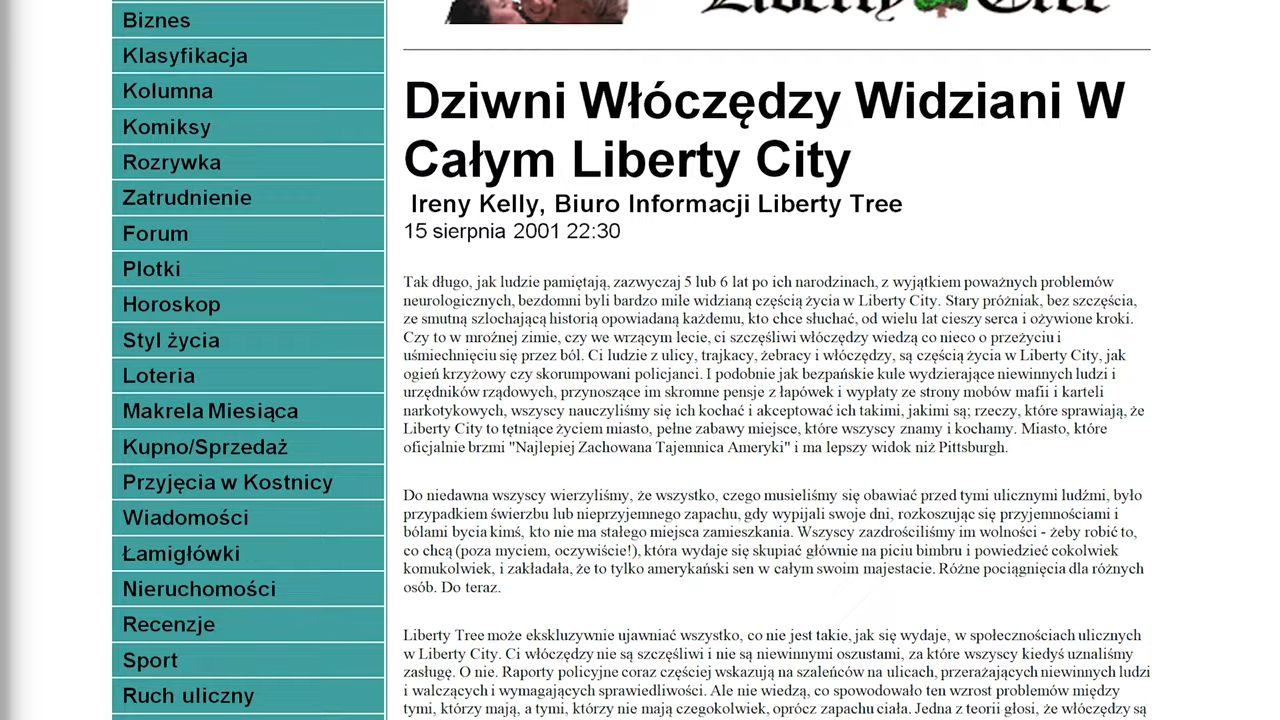 Biznes
Klasyfikacja
Kolumna
Komiksy
Rozrywka
Zatrudnienie
Forum
Plotki
Horoskop
Styl życia
Loteria
Makrela Miesiąca
Kupno/Sprzedaż
Przyjęcia w Kostnicy
Wiadomości
Łamigłówki
Nieruchomości
Recenzje
Sport
Ruch uliczny
Liberty Tree
Dziwni Włóczędzy Widziani W
Całym Liberty City
Ireny Kelly, Biuro Informacji Liberty Tree
15 sierpnia 2001 22:30
Tak długo, jak ludzie pamiętają, zazwyczaj 5 lub 6 lat po ich narodzinach, z wyjątkiem poważnych problemów
neurologicznych, bezdomni byli bardzo mile widzianą częścią życia w Liberty City. Stary próżniak, bez szczęścia,
ze smutną szlochającą historią opowiadaną każdemu, kto chce słuchać, od wielu lat cieszy serca i ożywione kroki.
Czy to w mroźnej zimie, czy we wrzącym lecie, ci szczęśliwi włóczędzy wiedzą co nieco o przeżyciu i
uśmiechnięciu się przez ból. Ci ludzie z ulicy, trajkacy, żebracy i włóczędzy, są częścią życia w Liberty City, jak
ogień krzyżowy czy skorumpowani policjanci. I podobnie jak bezpańskie kule wydzierające niewinnych ludzi i
urzędników rządowych, przynoszące im skromne pensje z łapówek i wypłaty ze strony mobów mafii i karteli
narkotykowych, wszyscy nauczyliśmy się ich kochać i akceptować ich takimi, jakimi są; rzeczy, które sprawiają, że
Liberty City to tętniące życiem miasto, pełne zabawy miejsce, które wszyscy znamy i kochamy. Miasto, które
oficjalnie brzmi "Najlepiej Zachowana Tajemnica Ameryki" i ma lepszy widok niż Pittsburgh.
Do niedawna wszyscy wierzyliśmy, że wszystko, czego musieliśmy się obawiać przed tymi ulicznymi ludźmi, było
przypadkiem świerzbu lub nieprzyjemnego zapachu, gdy wypijali swoje dni, rozkoszując się przyjemnościami i
bólami bycia kimś, kto nie ma stałego miejsca zamieszkania. Wszyscy zazdrościliśmy im wolności - żeby robić to,
co chcą (poza myciem, oczywiście!), która wydaje się skupiać głównie na piciu bimbru i powiedzieć cokolwiek
komukolwiek, i zakładała, że to tylko amerykański sen w całym swoim majestacie. Różne pociągnięcia dla różnych
osób. Do teraz.
Liberty Tree może ekskluzywnie ujawniać wszystko, co nie jest takie, jak się wydaje, w społecznościach ulicznych
w Liberty City. Ci włóczędzy nie są szczęśliwi i nie są niewinnymi oszustami, za które wszyscy kiedyś uznaliśmy
zasługę. O nie. Raporty policyjne coraz częściej wskazują na szaleńców na ulicach, przerażających niewinnych ludzi
i walczących i wymagających sprawiedliwości. Ale nie wiedzą, co spowodowało ten wzrost problemów między
tymi, którzy mają, a tymi, którzy nie mają czegokolwiek, oprócz zapachu ciała. Jedna z teorii głosi, że włóczędzy są